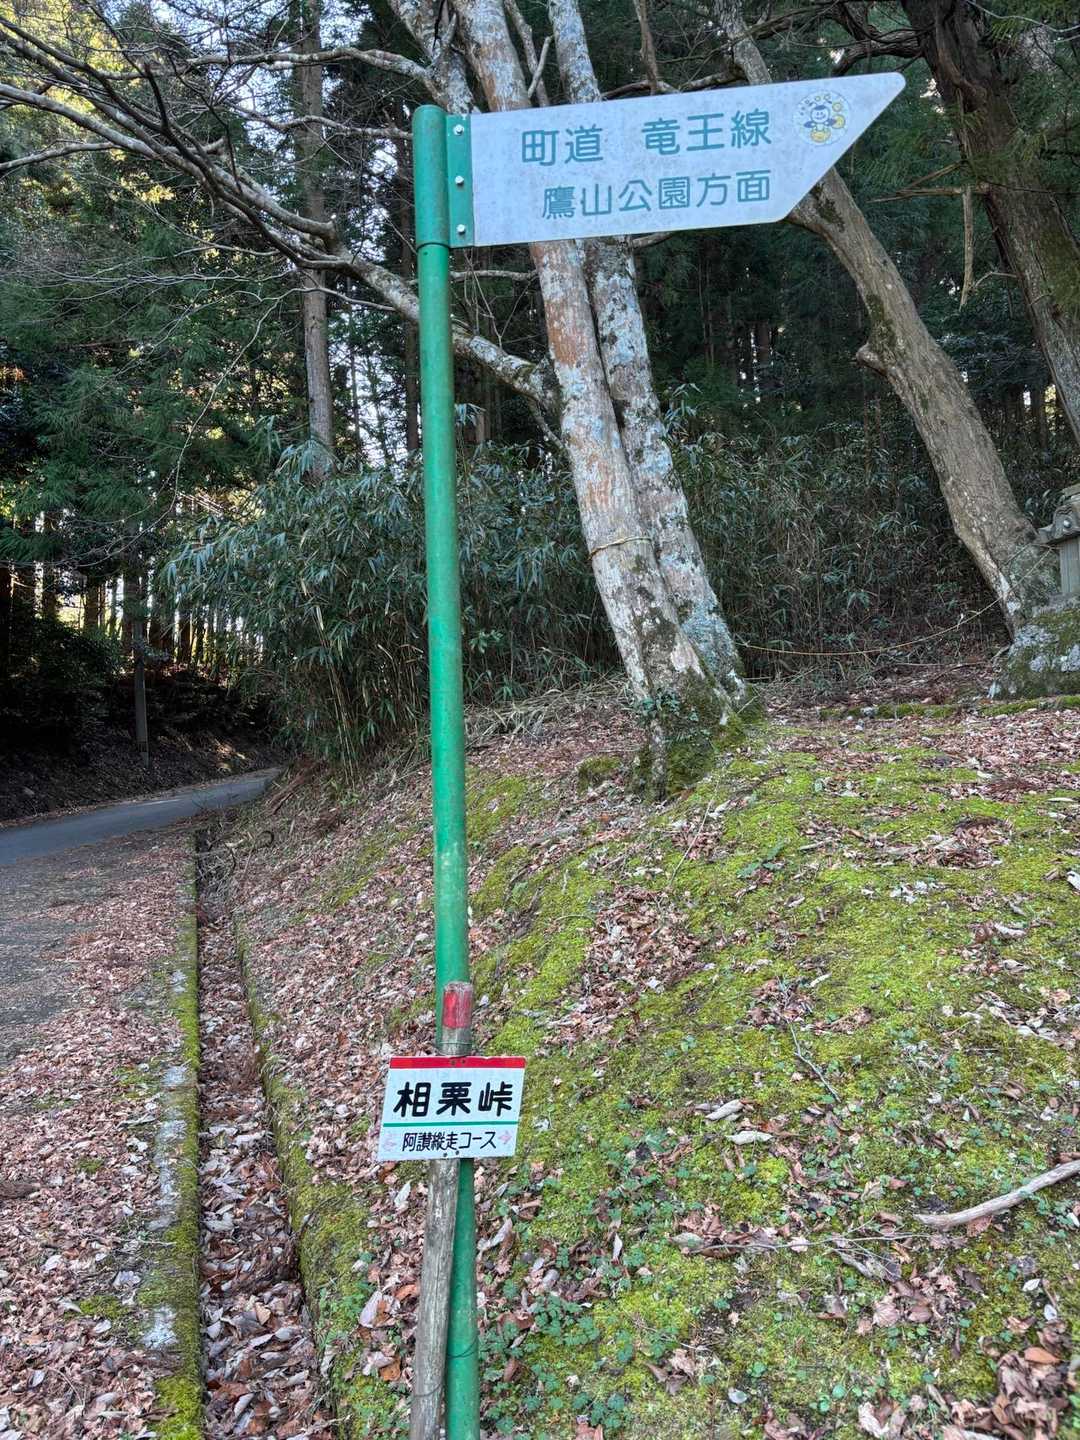 町道 竜王線
鷹山公園方面
相栗峠
阿讃縦走コース